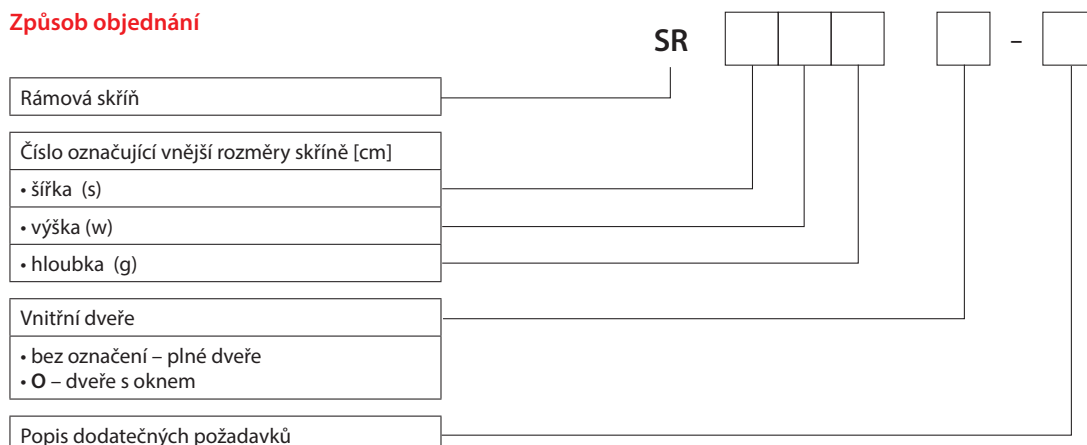 Způsob objednání
SR
–
Rámová skříň
Číslo označující vnější rozměry skříně [cm]
• šířka (s)
• výška (w)
• hloubka (g)
Vnitřní dveře
• bez označení – plné dveře
• O – dveře s oknem
Popis dodatečných požadavků